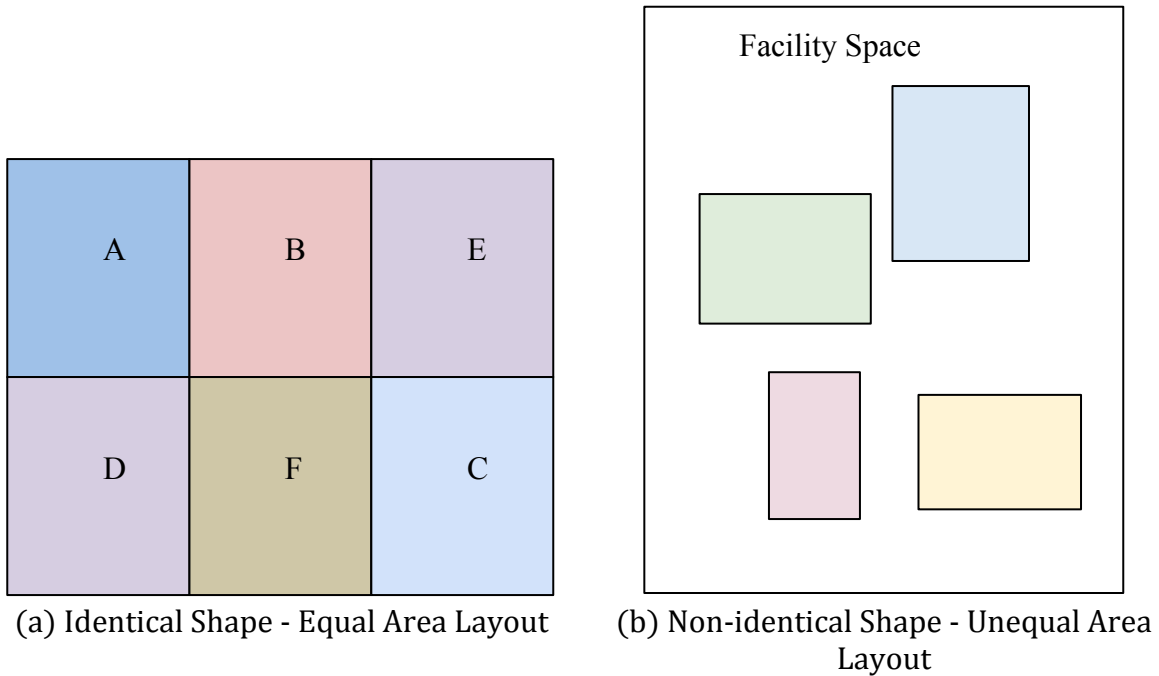 Facility Space
A B E
D F C
(a) Identical Shape - Equal Area Layout
(b) Non-identical Shape - Unequal Area
Layout